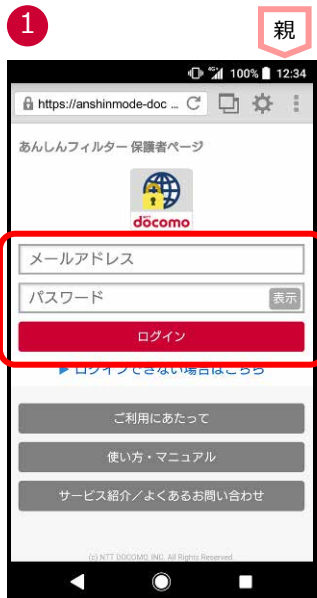 1
親
4G 100% 12:34
https://anshinmode-doc ...
あんしんフィルター 保護者ページ
NTT
döcomo
メールアドレス
パスワード 表示
ログイン
▶ ログインできない場合はこちら
ご利用にあたって
使い方・マニュアル
サービス紹介／よくあるお問い合わせ
(c) NTT DOCOMO, INC. All Rights Reserved.